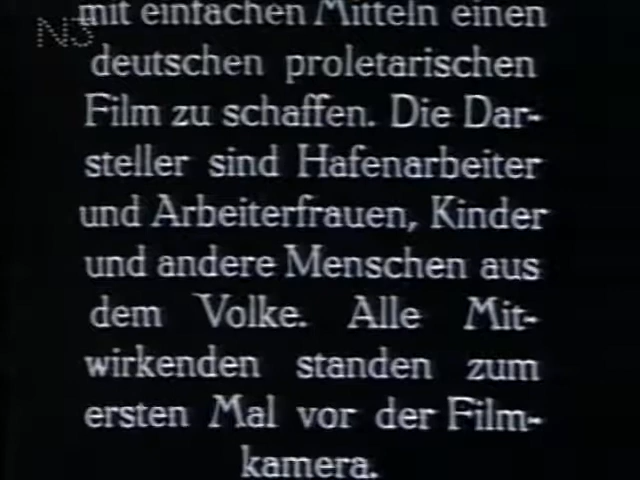 N3
mit einfachen Mitteln einen
deutschen proletarischen
Film zu schaffen. Die Dar-
steller sind Hafenarbeiter
und Arbeiterfrauen, Kinder
und andere Menschen aus
dem Volke. Alle Mit-
wirkenden standen zum
ersten Mal vor der Film-
kamera.